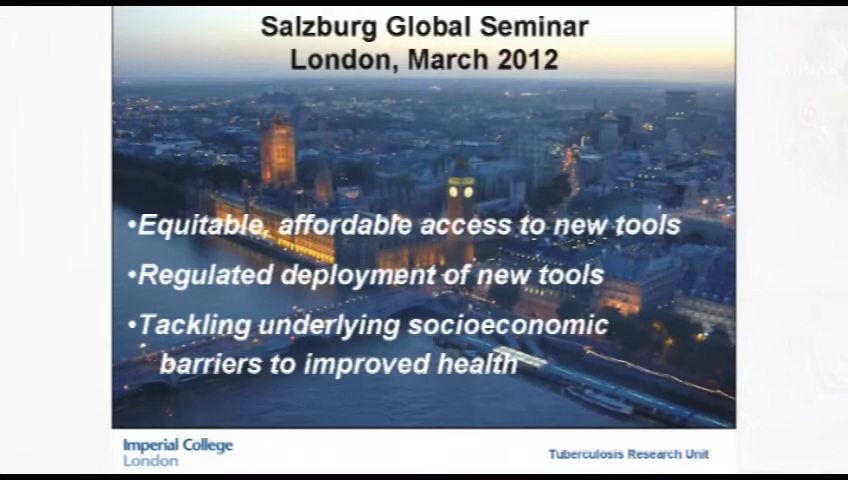 Salzburg Global Seminar
London, March 2012
•Equitable, affordable access to new tools
•Regulated deployment of new tools
•Tackling underlying socioeconomic
barriers to improved health
Imperial College
London
Tuberculosis Research Unit